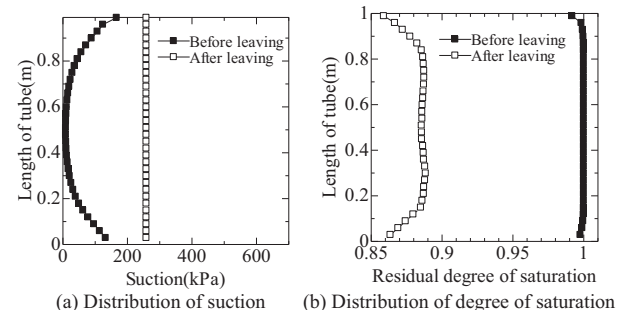 1
Before leaving
After leaving
0.8
0.6
0.4
0.2
0
Length of tube(m)
0
200
400
600
Suction(kPa)
(a) Distribution of suction
1
Before leaving
After leaving
0.8
0.6
0.4
0.2
0
Length of tube(m)
0.85
0.9
0.95
1
Residual degree of saturation
(b) Distribution of degree of saturation